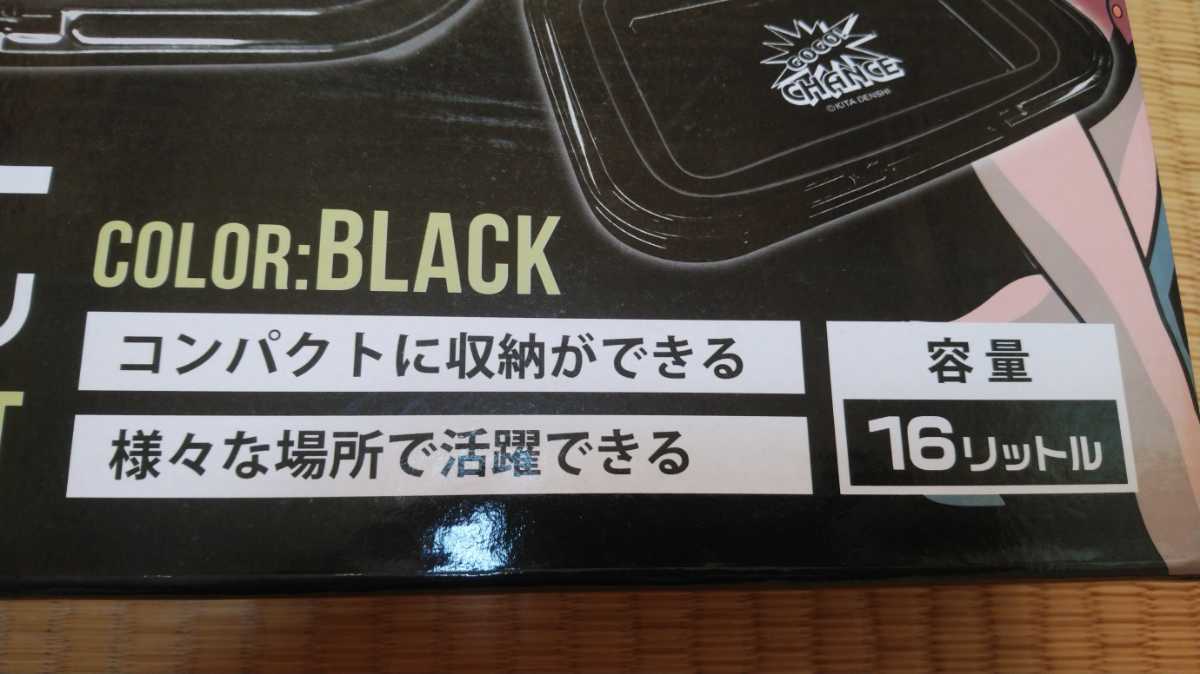 GOGO!
CHANCE
©KITA DENSHI
COLOR:BLACK
コンパクトに収納ができる
様々な場所で活躍できる
容量
16リットル